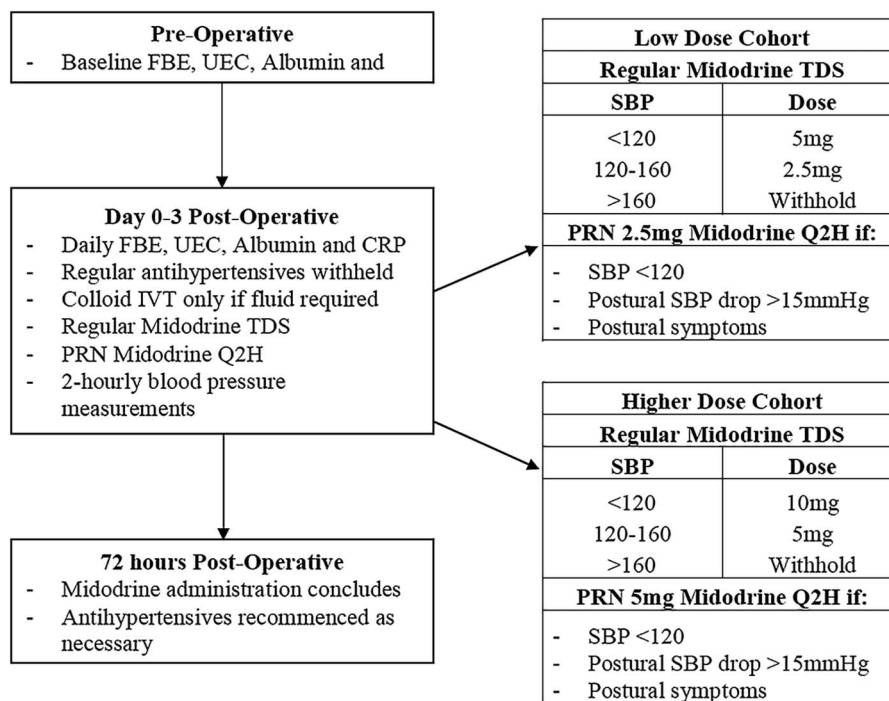 Pre-Operative
- Baseline FBE, UEC, Albumin and
Day 0-3 Post-Operative
- Daily FBE, UEC, Albumin and CRP
- Regular antihypertensives withheld
- Colloid IVT only if fluid required
- Regular Midodrine TDS
- PRN Midodrine Q2H
- 2-hourly blood pressure
measurements
72 hours Post-Operative
- Midodrine administration concludes
- Antihypertensives recommenced as
necessary
Low Dose Cohort
Regular Midodrine TDS
SBP Dose
<120 5mg
120-160 2.5mg
>160 Withhold
PRN 2.5mg Midodrine Q2H if:
- SBP <120
- Postural SBP drop >15mmHg
- Postural symptoms
Higher Dose Cohort
Regular Midodrine TDS
SBP Dose
<120 10mg
120-160 5mg
>160 Withhold
PRN 5mg Midodrine Q2H if:
- SBP <120
- Postural SBP drop >15mmHg
- Postural symptoms